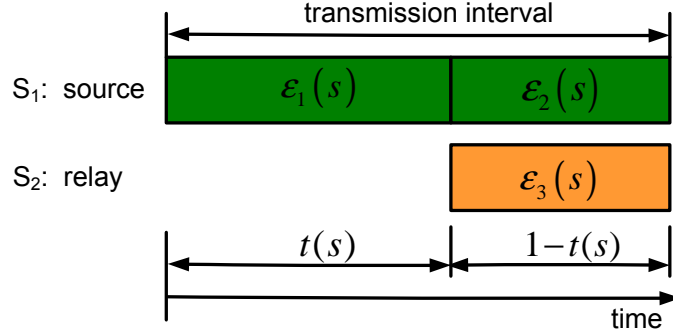 transmission interval
S₁: source ε₁(s) ε₂(s)
S₂: relay ε₃(s)
t(s) 1−t(s)
time